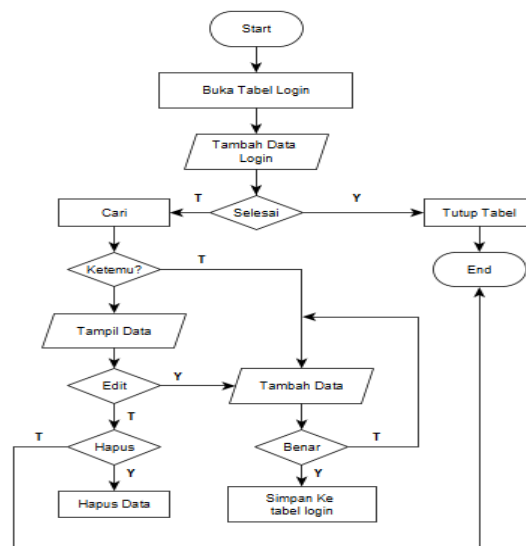 Start
Buka Tabel Login
Tambah Data
Login
T
Selesai
Y
Cari
Tutup Tabel
Ketemu?
T
End
Tampil Data
Edit
Y
Tambah Data
T
T
Hapus
Benar
T
Y
Y
Hapus Data
Simpan Ke
tabel login